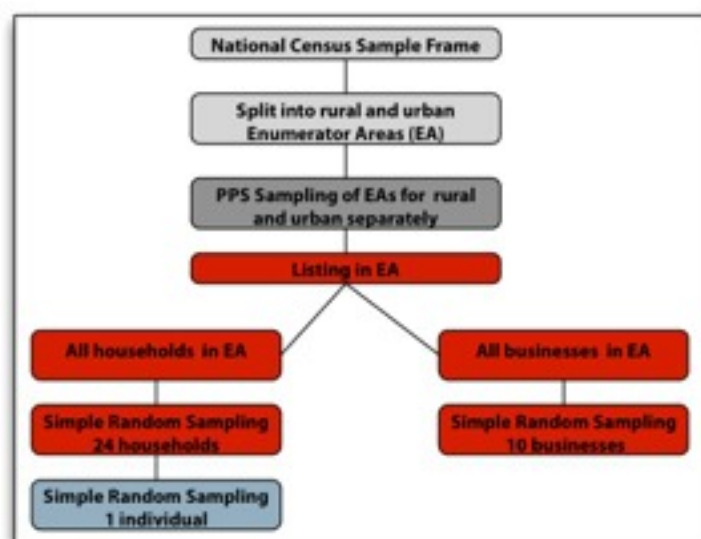 National Census Sample Frame
Split into rural and urban
Enumerator Areas (EA)
PPS Sampling of EAs for rural
and urban separately
Listing in EA
All households in EA
All businesses in EA
Simple Random Sampling
24 households
Simple Random Sampling
10 businesses
Simple Random Sampling
1 individual